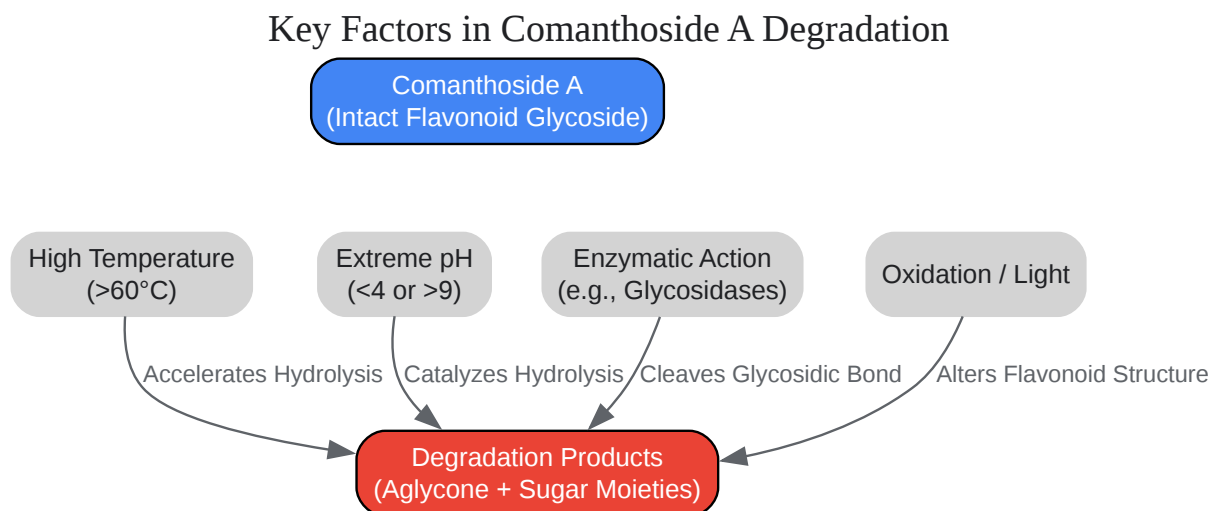 Key Factors in Comanthoside A Degradation
Comanthoside A
(Intact Flavonoid Glycoside)
High Temperature
(>60°C)
Extreme pH
(<4 or >9)
Enzymatic Action
(e.g., Glycosidases)
Oxidation / Light
Accelerates Hydrolysis
Catalyzes Hydrolysis
Cleaves Glycosidic Bond
Alters Flavonoid Structure
Degradation Products
(Aglycone + Sugar Moieties)